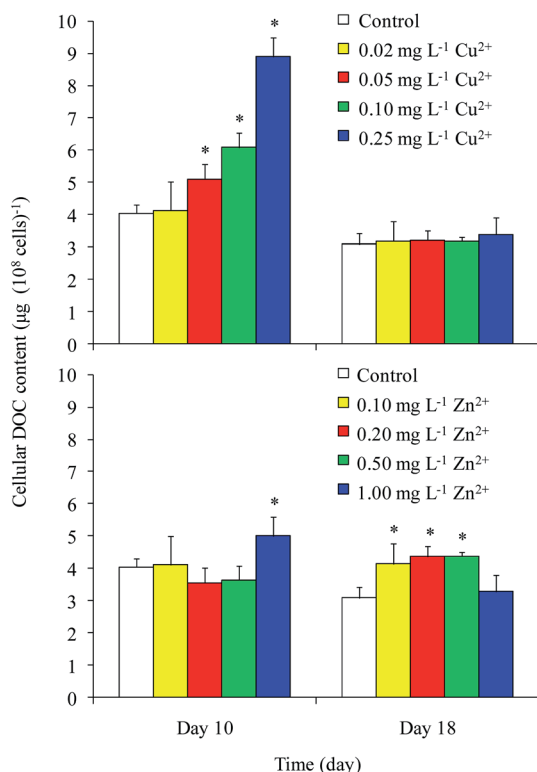 Cellular DOC content (µg (10⁸ cells)⁻¹)
10
9
8
7
6
5
4
3
2
1
0
* * * *
Control
0.02 mg L⁻¹ Cu²⁺
0.05 mg L⁻¹ Cu²⁺
0.10 mg L⁻¹ Cu²⁺
0.25 mg L⁻¹ Cu²⁺
10
9
8
7
6
5
4
3
2
1
0
* * * *
Control
0.10 mg L⁻¹ Zn²⁺
0.20 mg L⁻¹ Zn²⁺
0.50 mg L⁻¹ Zn²⁺
1.00 mg L⁻¹ Zn²⁺
Day 10 Day 18
Time (day)